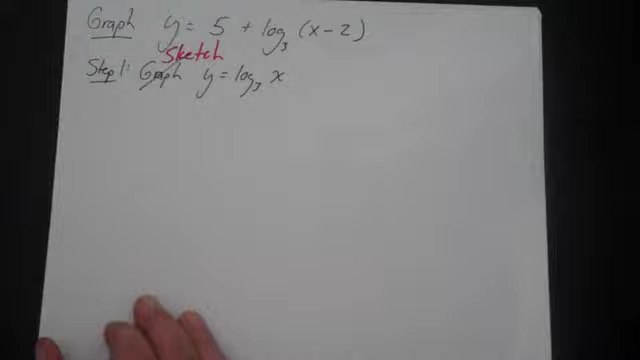 Graph y = 5 + log₃ (x - 2)
Sketch
Step 1: Graph y = log₃ x